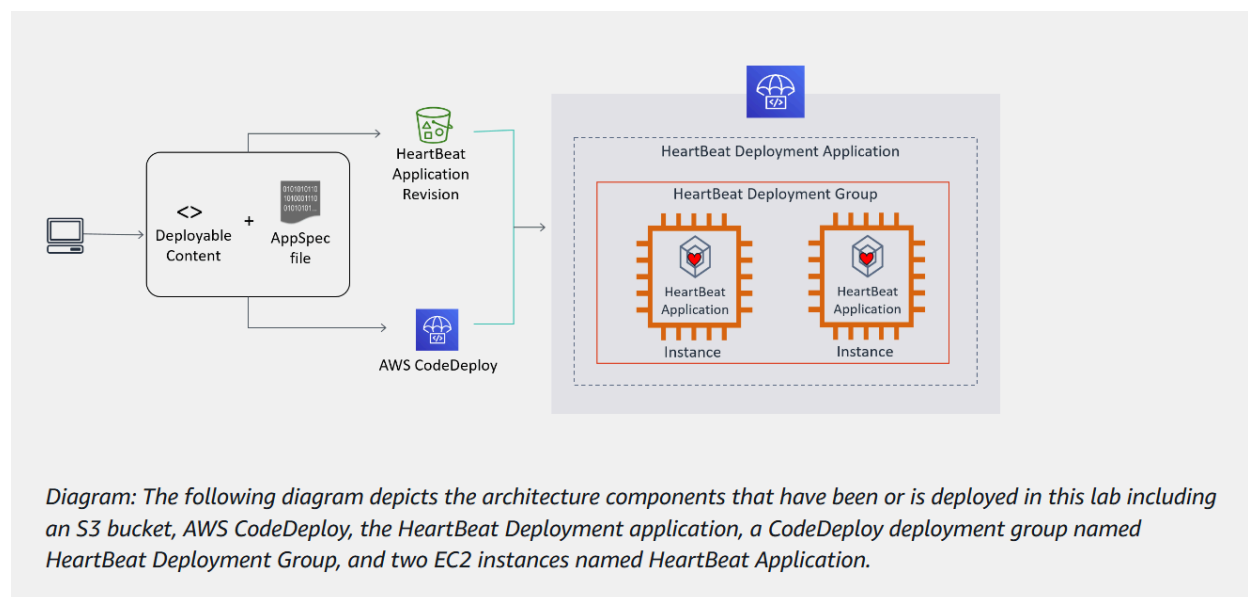 HeartBeat
Application
Revision
<>
Deployable
Content
+
0101010110
1010001110
01010101...
AppSpec
file
AWS CodeDeploy
</>
HeartBeat Deployment Application
HeartBeat Deployment Group
HeartBeat
Application
Instance
HeartBeat
Application
Instance
Diagram: The following diagram depicts the architecture components that have been or is deployed in this lab including
an S3 bucket, AWS CodeDeploy, the HeartBeat Deployment application, a CodeDeploy deployment group named
HeartBeat Deployment Group, and two EC2 instances named HeartBeat Application.